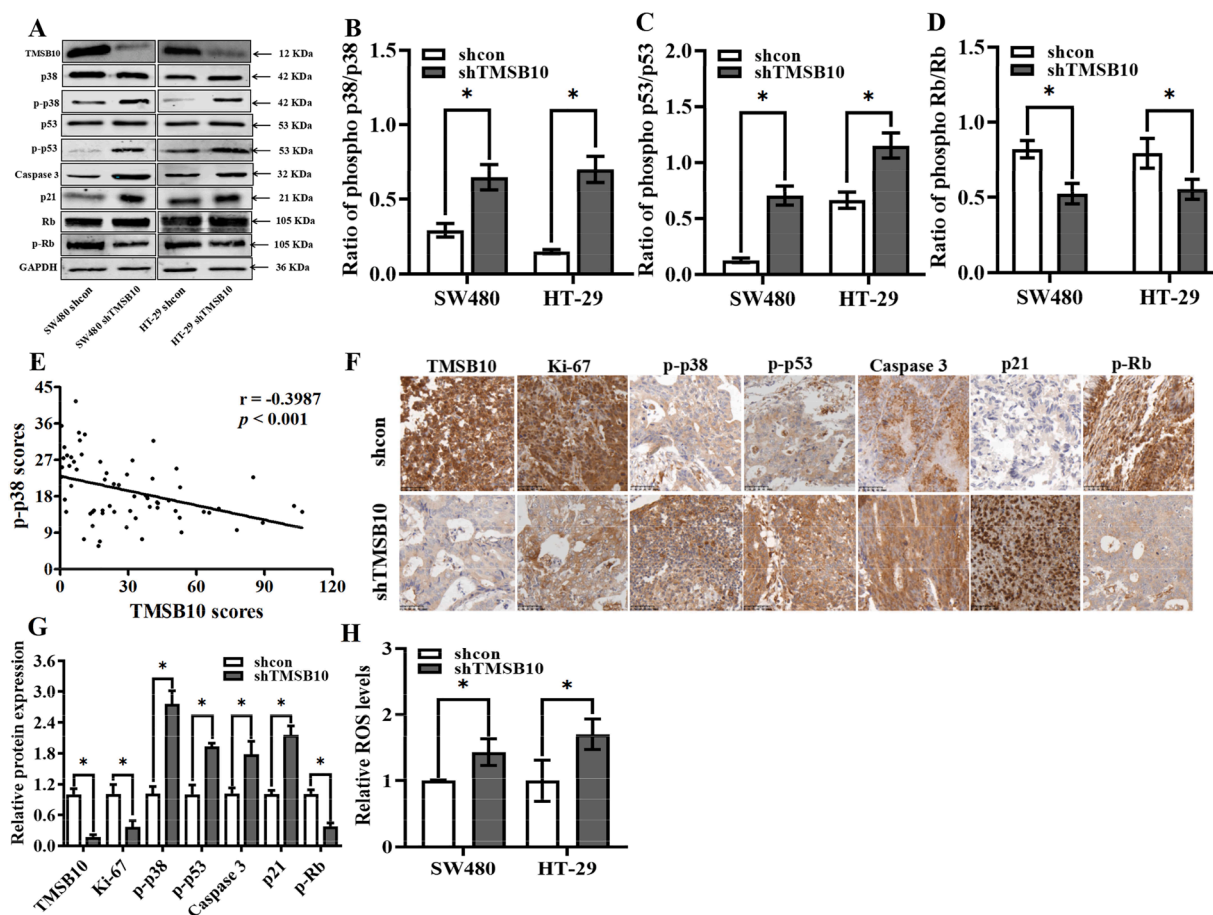 A
TMSB10
12 KDa
p38
42 KDa
p-p38
42 KDa
p53
53 KDa
p-p53
53 KDa
Caspase 3
32 KDa
p21
21 KDa
Rb
105 KDa
p-Rb
105 KDa
GAPDH
36 KDa
SW480 shcon
SW480 shTMSB10
HT-29 shcon
HT-29 shTMSB10
B
Ratio of phospho p38/p38
1.5
1.0
0.5
0.0
shcon
shTMSB10
*
*
SW480
HT-29
C
Ratio of phospho p53/p53
2.0
1.5
1.0
0.5
0.0
shcon
shTMSB10
*
*
SW480
HT-29
D
Ratio of phospho Rb/Rb
1.5
1.0
0.5
0.0
shcon
shTMSB10
*
*
SW480
HT-29
E
p-p38 scores
45
36
27
18
9
0
r = -0.3987
p < 0.001
0
30
60
90
120
TMSB10 scores
F
TMSB10
Ki-67
p-p38
p-p53
Caspase 3
p21
p-Rb
shcon
shTMSB10
G
Relative protein expression
3.6
3.0
2.4
1.8
1.2
0.6
0.0
shcon
shTMSB10
*
*
*
*
*
*
*
TMSB10
Ki-67
p-p38
p-p53
Caspase 3
p21
p-Rb
H
Relative ROS levels
3
2
1
0
shcon
shTMSB10
*
*
SW480
HT-29